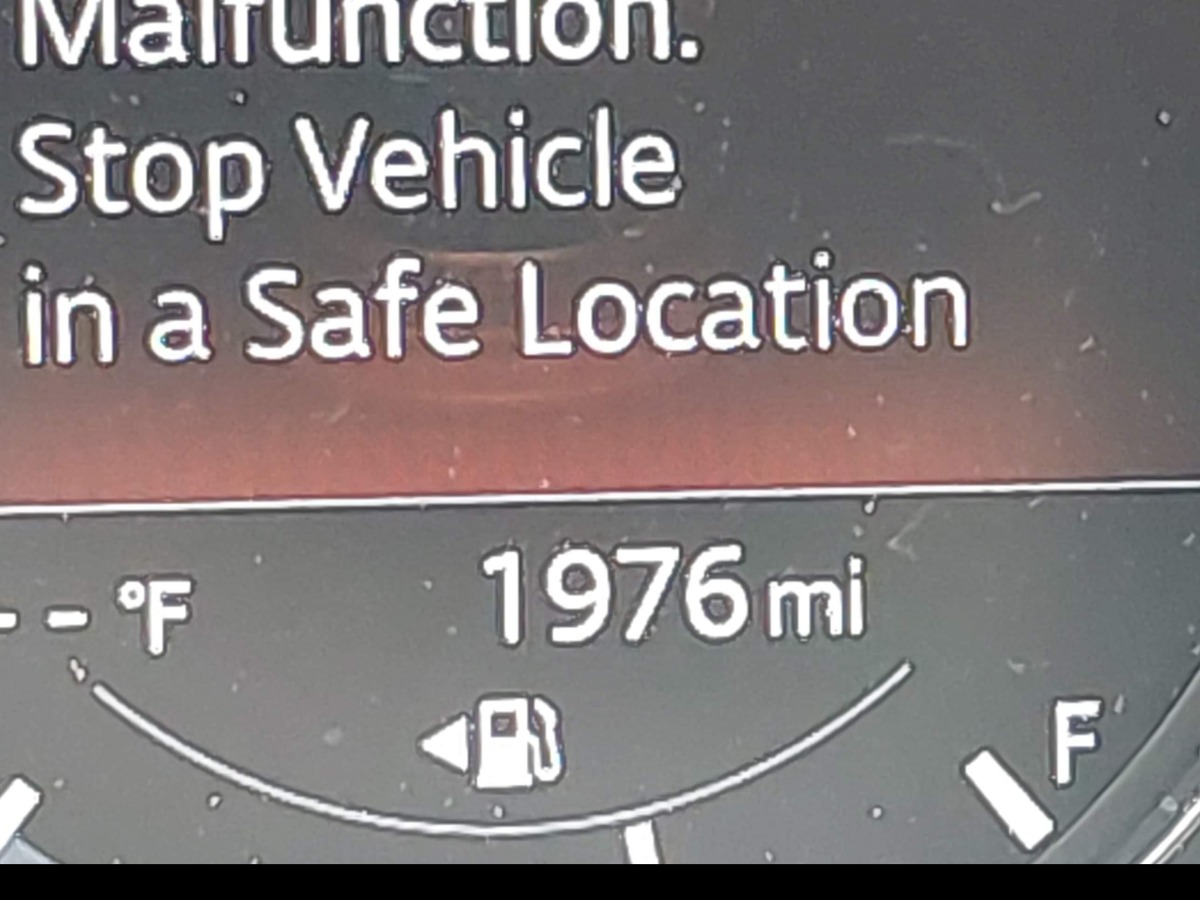 Malfunction.
Stop Vehicle
in a Safe Location
-- °F 1976 mi
F